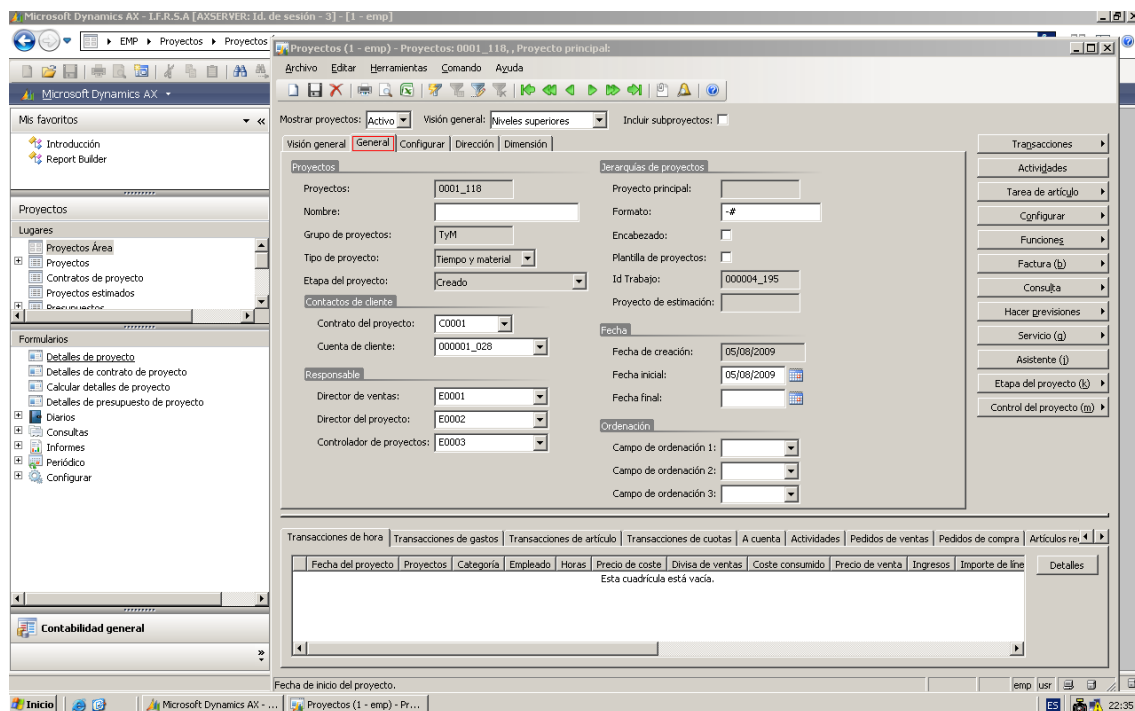 Microsoft Dynamics AX - I.F.R.S.A [AXSERVER: Id. de sesión - 3] - [1 - emp]
EMP Proyectos Proyectos
Microsoft Dynamics AX
Mis favoritos
Introducción
Report Builder
Proyectos
Lugares
Proyectos Área
Proyectos
Contratos de proyecto
Proyectos estimados
Presupuestos
Formularios
Detalles de proyecto
Detalles de contrato de proyecto
Calcular detalles de proyecto
Detalles de presupuesto de proyecto
Diarios
Consultas
Informes
Periódico
Configurar
Contabilidad general
Proyectos (1 - emp) - Proyectos: 0001_118, , Proyecto principal:
Archivo Editar Herramientas Comando Ayuda
Mostrar proyectos: Activo Visión general: Niveles superiores Incluir subproyectos:
Visión general General Configurar Dirección Dimensión
Proyectos
Proyectos: 0001_118
Nombre:
Grupo de proyectos: TyM
Tipo de proyecto: Tiempo y material
Etapa del proyecto: Creado
Contactos de cliente
Contrato del proyecto: C0001
Cuenta de cliente: 000001_028
Responsable
Director de ventas: E0001
Director del proyecto: E0002
Controlador de proyectos: E0003
Jerarquías de proyectos
Proyecto principal:
Formato: -#
Encabezado:
Plantilla de proyectos:
Id Trabajo: 000004_195
Proyecto de estimación:
Fecha
Fecha de creación: 05/08/2009
Fecha inicial: 05/08/2009
Fecha final:
Ordenación
Campo de ordenación 1:
Campo de ordenación 2:
Campo de ordenación 3:
Transacciones
Actividades
Tarea de artículo
Configurar
Funciones
Factura (b)
Consulta
Hacer previsiones
Servicio (g)
Asistente (j)
Etapa del proyecto (k)
Control del proyecto (m)
Transacciones de hora Transacciones de gastos Transacciones de artículo Transacciones de cuotas A cuenta Actividades Pedidos de ventas Pedidos de compra Artículos re
Fecha del proyecto Proyectos Categoría Empleado Horas Precio de coste Divisa de ventas Coste consumido Precio de venta Ingresos Importe de líne
Detalles
Esta cuadrícula está vacía.
Fecha de inicio del proyecto.
emp usr
Inicio Microsoft Dynamics AX - ... Proyectos (1 - emp) - Pr... ES 22:35